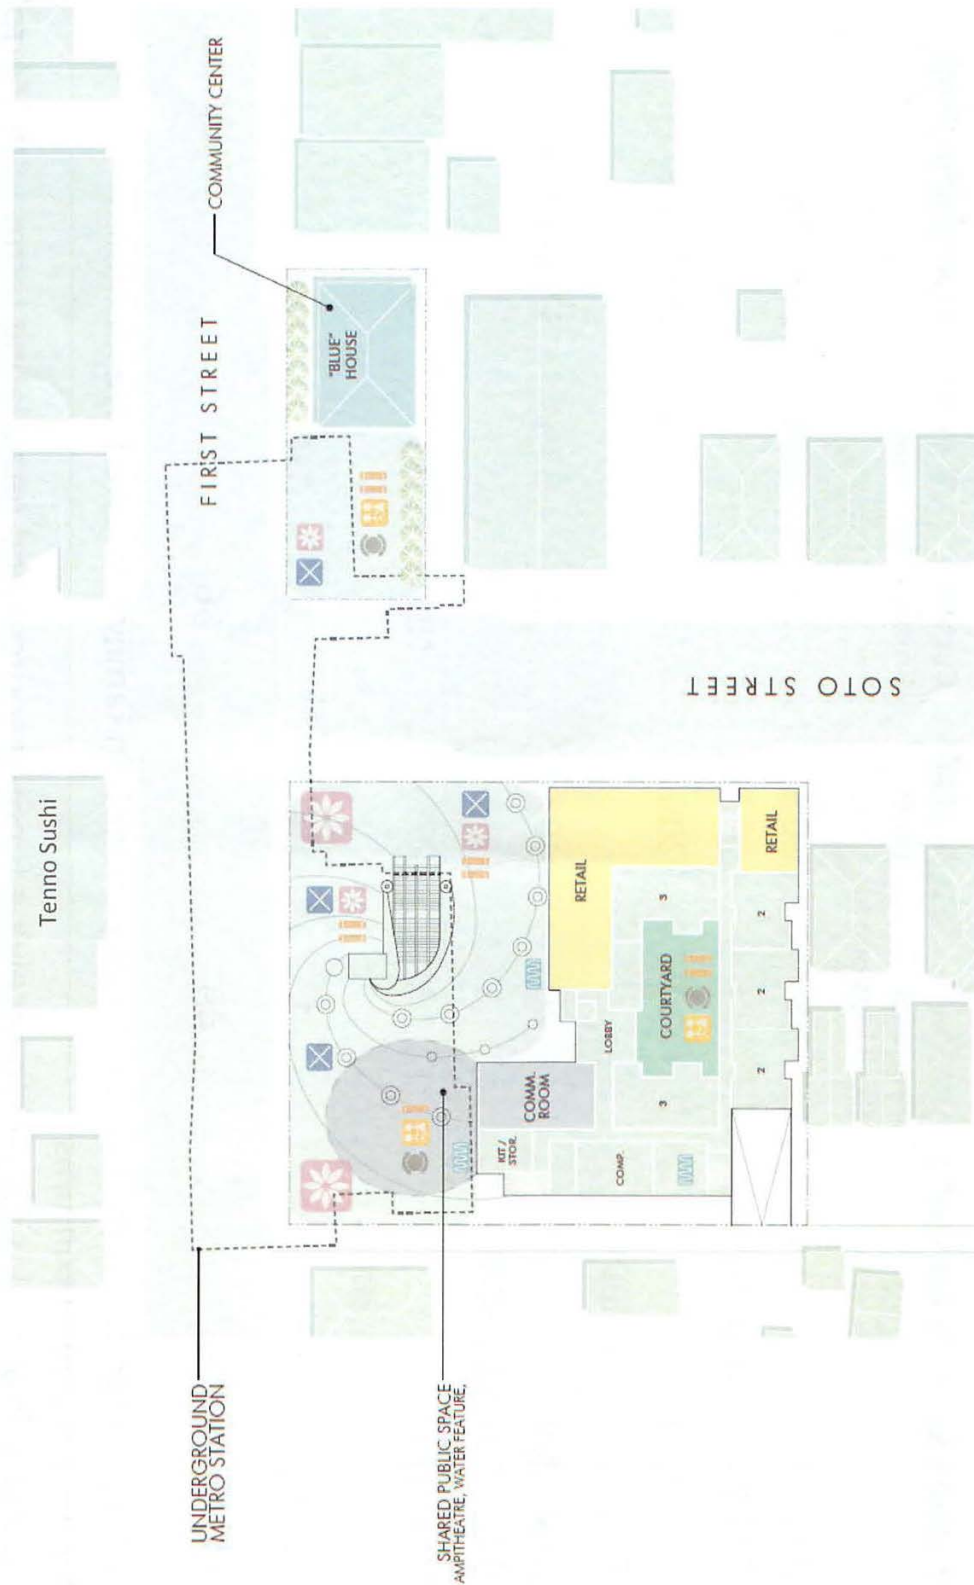 COMMUNITY CENTER
FIRST STREET
"BLUE"
HOUSE
SOTO STREET
Tenno Sushi
RETAIL
RETAIL
3
COURTYARD
2
2
2
3
LOBBY
COMM.
ROOM
KIT/
STOR.
COMP.
UNDERGROUND
METRO STATION
SHARED PUBLIC SPACE
AMPITHEATRE, WATER FEATURE,